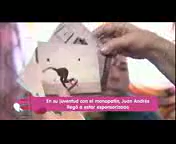 En su juventud con el monopatín, Juan Andrés
llegó a estar esponsorizado